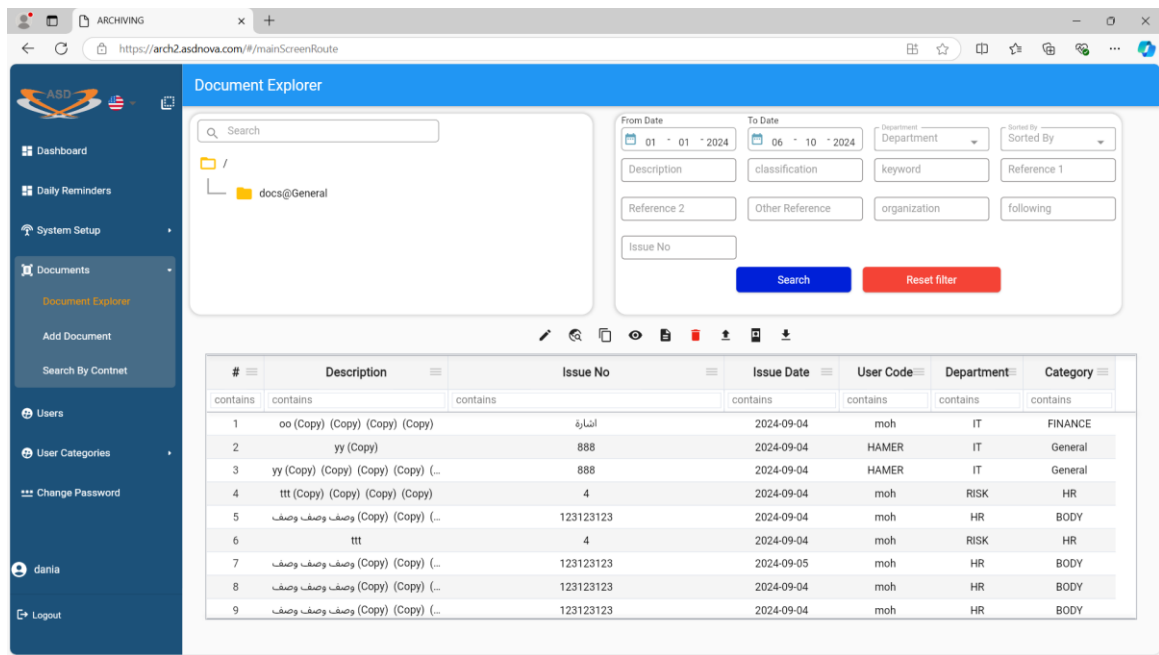 ARCHIVING
https://arch2.asdnova.com/#/mainScreenRoute
ASD
Document Explorer
Dashboard
Daily Reminders
System Setup
Documents
Document Explorer
Add Document
Search By Contnet
Users
User Categories
Change Password
dania
Logout
Search
/
docs@General
From Date To Date Department Sorted By
01 - 01 - 2024 06 - 10 - 2024 Department Sorted By
Description classification keyword Reference 1
Reference 2 Other Reference organization following
Issue No
Search Reset filter
# Description Issue No Issue Date User Code Department Category
contains contains contains contains contains contains contains
1 oo (Copy) (Copy) (Copy) (Copy) اشارة 2024-09-04 moh IT FINANCE
2 yy (Copy) 888 2024-09-04 HAMER IT General
3 yy (Copy) (Copy) (Copy) (Copy) (... 888 2024-09-04 HAMER IT General
4 ttt (Copy) (Copy) (Copy) (Copy) 4 2024-09-04 moh RISK HR
5 وصف وصف وصف (Copy) (Copy) (... 123123123 2024-09-04 moh HR BODY
6 ttt 4 2024-09-04 moh RISK HR
7 وصف وصف وصف (Copy) (Copy) (... 123123123 2024-09-05 moh HR BODY
8 وصف وصف وصف (Copy) (Copy) (... 123123123 2024-09-04 moh HR BODY
9 وصف وصف وصف (Copy) (Copy) (... 123123123 2024-09-04 moh HR BODY